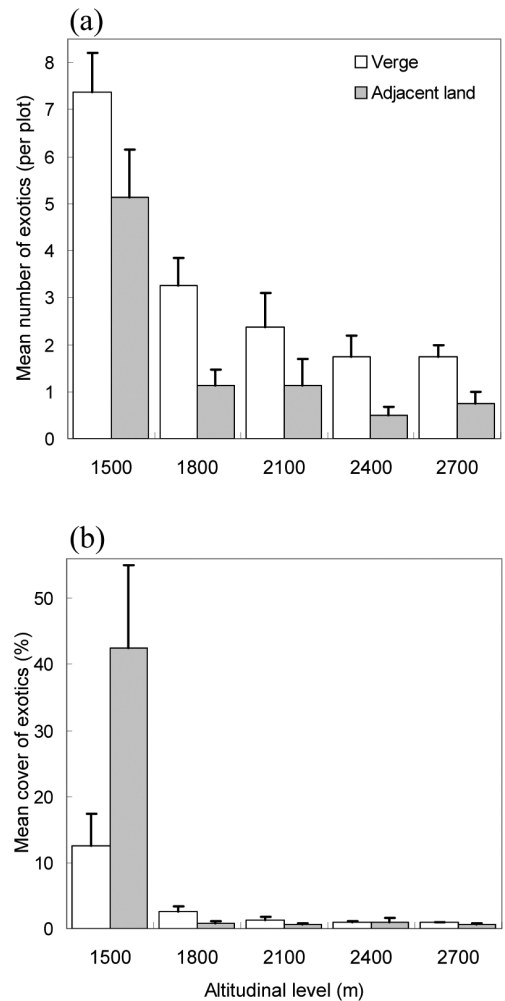 (a)
Mean number of exotics (per plot)
8
7
6
5
4
3
2
1
0
Verge
Adjacent land
1500 1800 2100 2400 2700
(b)
Mean cover of exotics (%)
50
40
30
20
10
0
1500 1800 2100 2400 2700
Altitudinal level (m)